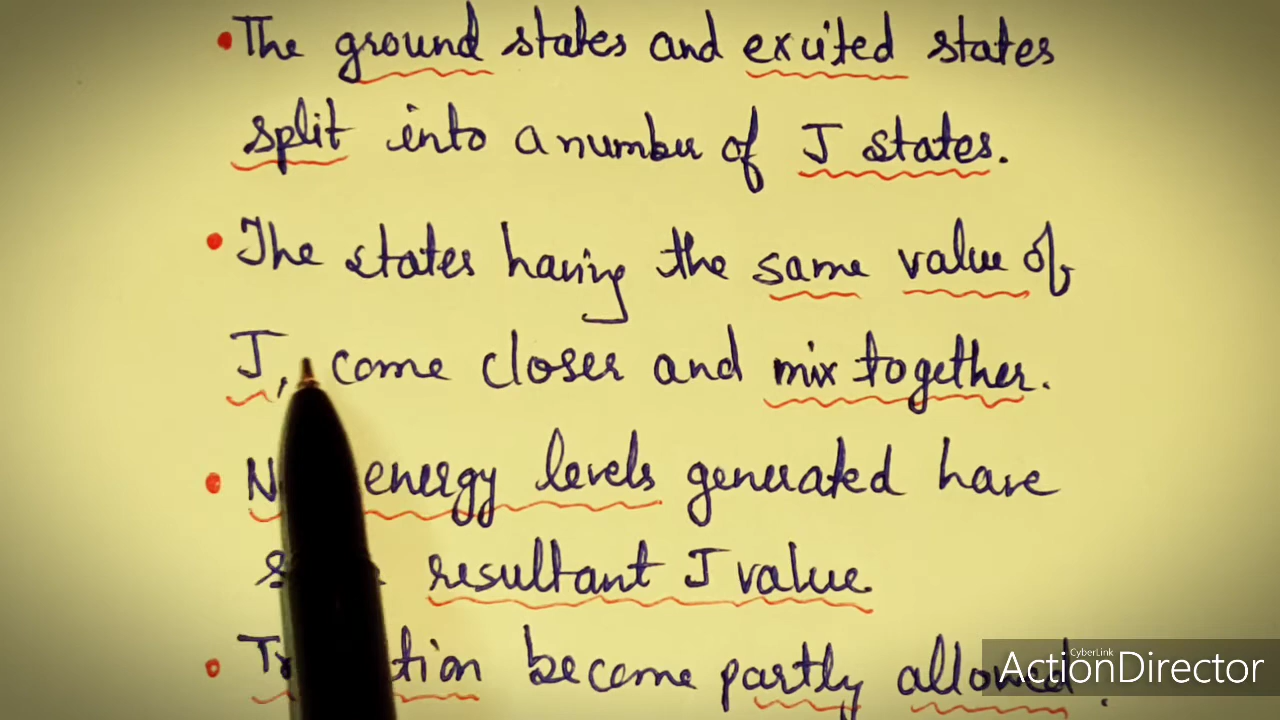 • The ground states and excited states
split into a number of J states.
• The states having the same value of
J, come closer and mix together.
• energy levels generated have
resultant J value.
• become partly allowed.
CyberLink
ActionDirector